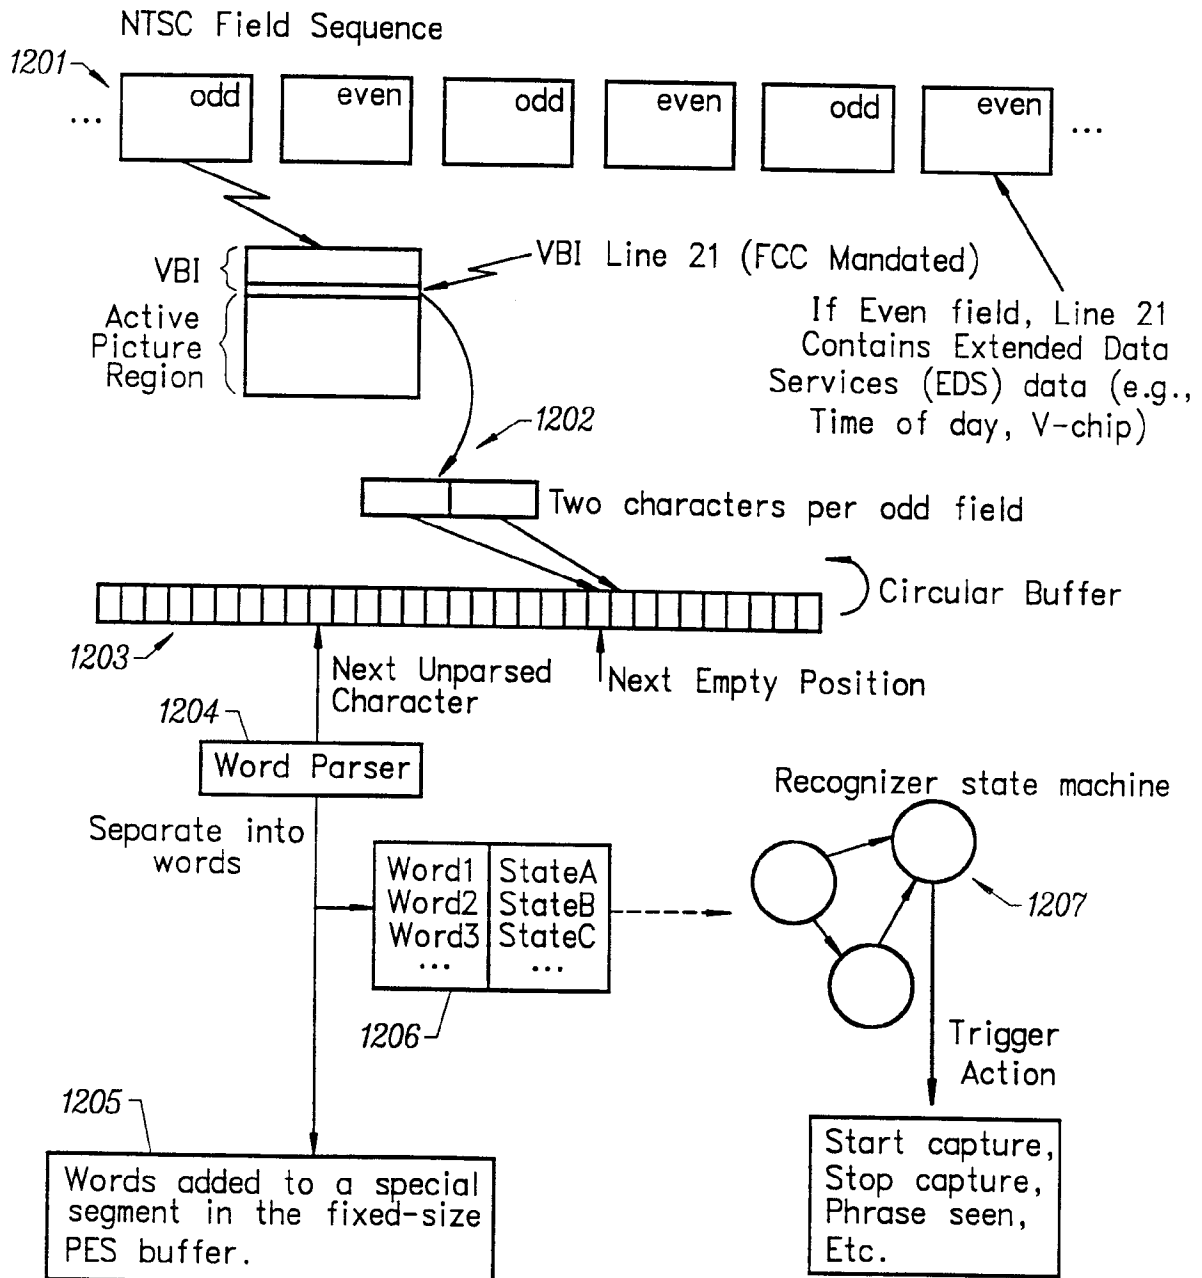 NTSC Field Sequence
1201
... odd even odd even odd even ...
VBI
VBI Line 21 (FCC Mandated)
Active
Picture
Region
If Even field, Line 21
Contains Extended Data
Services (EDS) data (e.g.,
Time of day, V-chip)
1202
Two characters per odd field
Circular Buffer
1203
Next Unparsed
Character
Next Empty Position
1204
Word Parser
Separate into
words
Word1 StateA
Word2 StateB
Word3 StateC
... ...
1206
Recognizer state machine
1207
Trigger
Action
1205
Words added to a special
segment in the fixed-size
PES buffer.
Start capture,
Stop capture,
Phrase seen,
Etc.